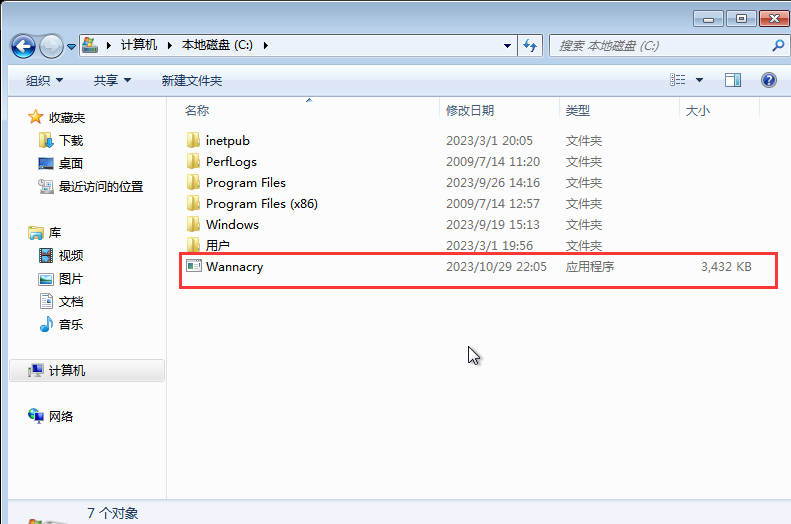 计算机 本地磁盘 (C:) 搜索 本地磁盘 (C:)
组织 共享 新建文件夹
名称 修改日期 类型 大小
收藏夹
下载
桌面
最近访问的位置
库
视频
图片
文档
音乐
计算机
网络
inetpub 2023/3/1 20:05 文件夹
PerfLogs 2009/7/14 11:20 文件夹
Program Files 2023/9/26 14:16 文件夹
Program Files (x86) 2009/7/14 12:57 文件夹
Windows 2023/9/19 15:13 文件夹
用户 2023/3/1 19:56 文件夹
Wannacry 2023/10/29 22:05 应用程序 3,432 KB
7 个对象